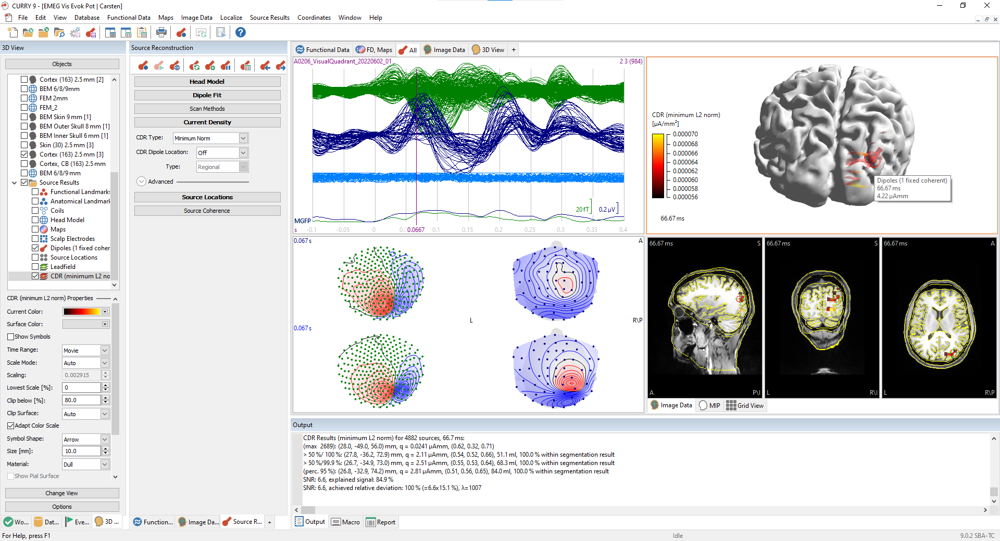 CURRY 9 - [EMEG Vis Evok Pot | Carsten]
File Edit View Database Functional Data Maps Image Data Localize Source Results Coordinates Window Help
3D View
Objects
Cortex (163) 2.5 mm [2]
BEM 6/8/9mm
FEM 2mm
FEM_2
BEM Skin 9 mm [1]
BEM Outer Skull 8 mm [1]
BEM Inner Skull 6 mm [1]
Skin (30) 2.5 mm [3]
Cortex (163) 2.5 mm [3]
Cortex, CB (163) 2.5 mm
BEM 6/8/9 mm
Source Results
Functional Landmarks
Anatomical Landmark
Coils
Head Model
Maps
Scalp Electrodes
Dipoles (1 fixed coher
Source Locations
Leadfield
CDR (minimum L2 no
CDR (minimum L2 norm) Properties
Current Color:
Surface Color:
Show Symbols
Time Range: Movie
Scale Mode: Auto
Scaling: 0.002915
Lowest Scale [%]: 0
Clip below [%]: 80.0
Clip Surface: Auto
Adapt Color Scale
Symbol Shape: Arrow
Size [mm]: 10.0
Material: Dull
Show Pial Surface
Change View
Options
Wo... Dat... Eve... 3D ...
Source Reconstruction
Head Model
Dipole Fit
Scan Methods
Current Density
CDR Type: Minimum Norm
CDR Dipole Location: Off
Type: Regional
Advanced
Source Locations
Source Coherence
Function... Image Da... Source R... +
Functional Data FD, Maps All Image Data 3D View +
A0206_VisualQuadrant_20220602_01 2 3 (984)
20 fT 0.2 µV
MGFP
s -0.1 -0.05 0 0.0 0.0667 0.1 0.15 0.2 0.25 0.3 0.35 0.4
CDR (minimum L2 norm)
[µA/mm²]
0.000070
0.000068
0.000066
0.000064
0.000062
0.000060
0.000058
0.000056
66.67 ms
Dipoles (1 fixed coherent)
66.67 ms
4.22 µAmm
0.067 s A
L R\P
0.067 s
66.67 ms S
A P\I
66.67 ms S
L R\I
66.67 ms A
L R\P
Image Data MIP Grid View
Output
CDR Results (minimum L2 norm) for 4882 sources, 66.7 ms:
(max 2689): (28.0, -49.0, 56.0) mm, q = 0.0241 µAmm, (0.62, 0.32, 0.71)
> 50 %/ 100 %: (27.8, -36.2, 72.9) mm, q = 2.11 µAmm, (0.54, 0.52, 0.66), 51.1 ml, 100.0 % within segmentation result
> 50 %/99.9 %: (26.7, -34.9, 73.0) mm, q = 2.51 µAmm, (0.55, 0.53, 0.64), 68.3 ml, 100.0 % within segmentation result
(perc. 95 %): (26.8, -32.9, 74.2) mm, q = 2.81 µAmm, (0.51, 0.56, 0.65), 84.0 ml, 100.0 % within segmentation result
SNR: 6.6, explained signal: 84.9 %
SNR: 6.6, achieved relative deviation: 100 % (=6.6x15.1 %), λ=1007
Output Macro Report
For Help, press F1
Idle
9.0.2 SBA-TC